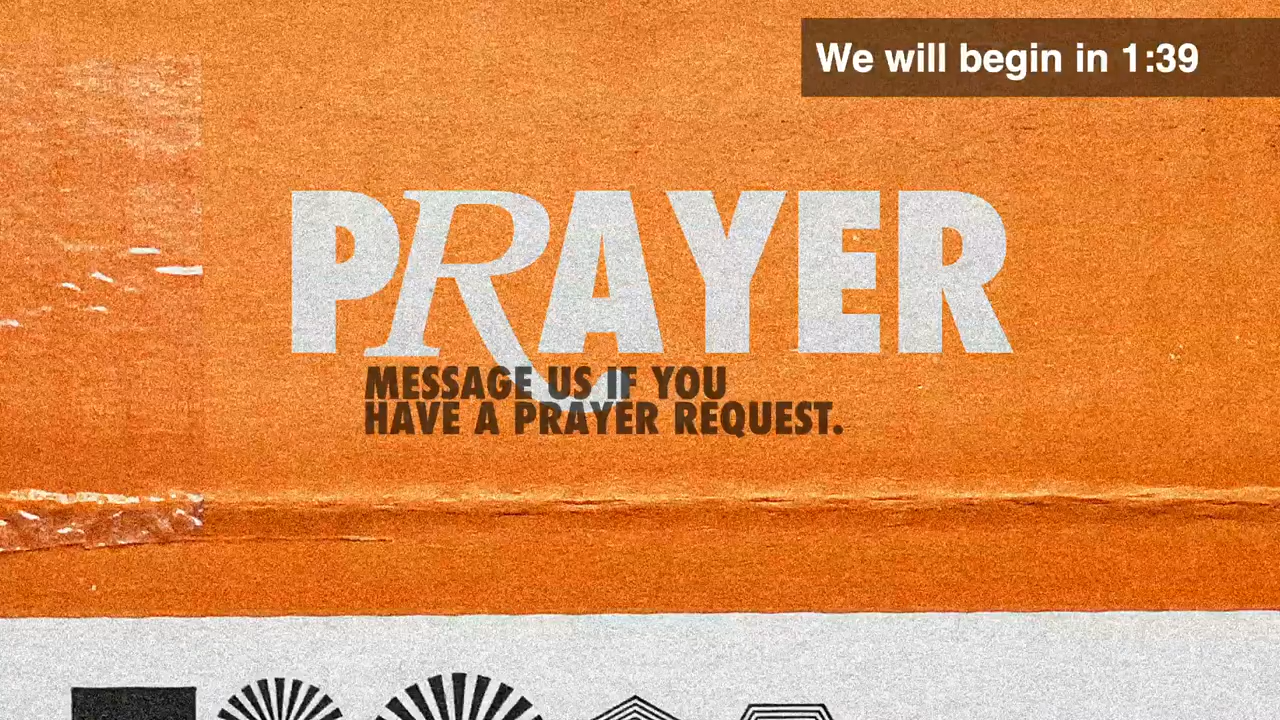 We will begin in 1:39
PRAYER
MESSAGE US IF YOU
HAVE A PRAYER REQUEST.